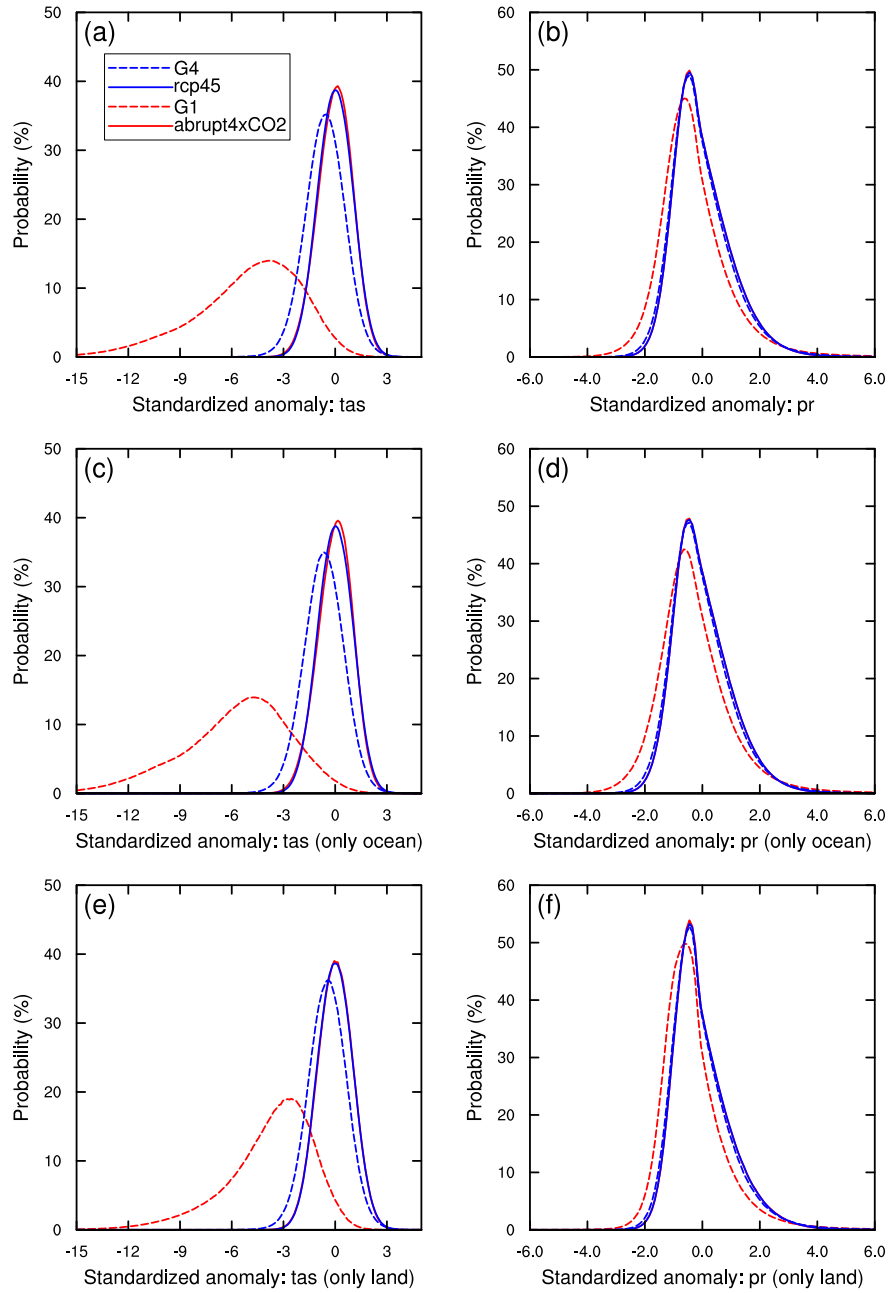 (a)
G4
rcp45
G1
abrupt4xCO2
Probability (%)
50
40
30
20
10
0
-15 -12 -9 -6 -3 0 3
Standardized anomaly: tas
(b)
Probability (%)
60
50
40
30
20
10
0
-6.0 -4.0 -2.0 0.0 2.0 4.0 6.0
Standardized anomaly: pr
(c)
Probability (%)
50
40
30
20
10
0
-15 -12 -9 -6 -3 0 3
Standardized anomaly: tas (only ocean)
(d)
Probability (%)
60
50
40
30
20
10
0
-6.0 -4.0 -2.0 0.0 2.0 4.0 6.0
Standardized anomaly: pr (only ocean)
(e)
Probability (%)
50
40
30
20
10
0
-15 -12 -9 -6 -3 0 3
Standardized anomaly: tas (only land)
(f)
Probability (%)
60
50
40
30
20
10
0
-6.0 -4.0 -2.0 0.0 2.0 4.0 6.0
Standardized anomaly: pr (only land)